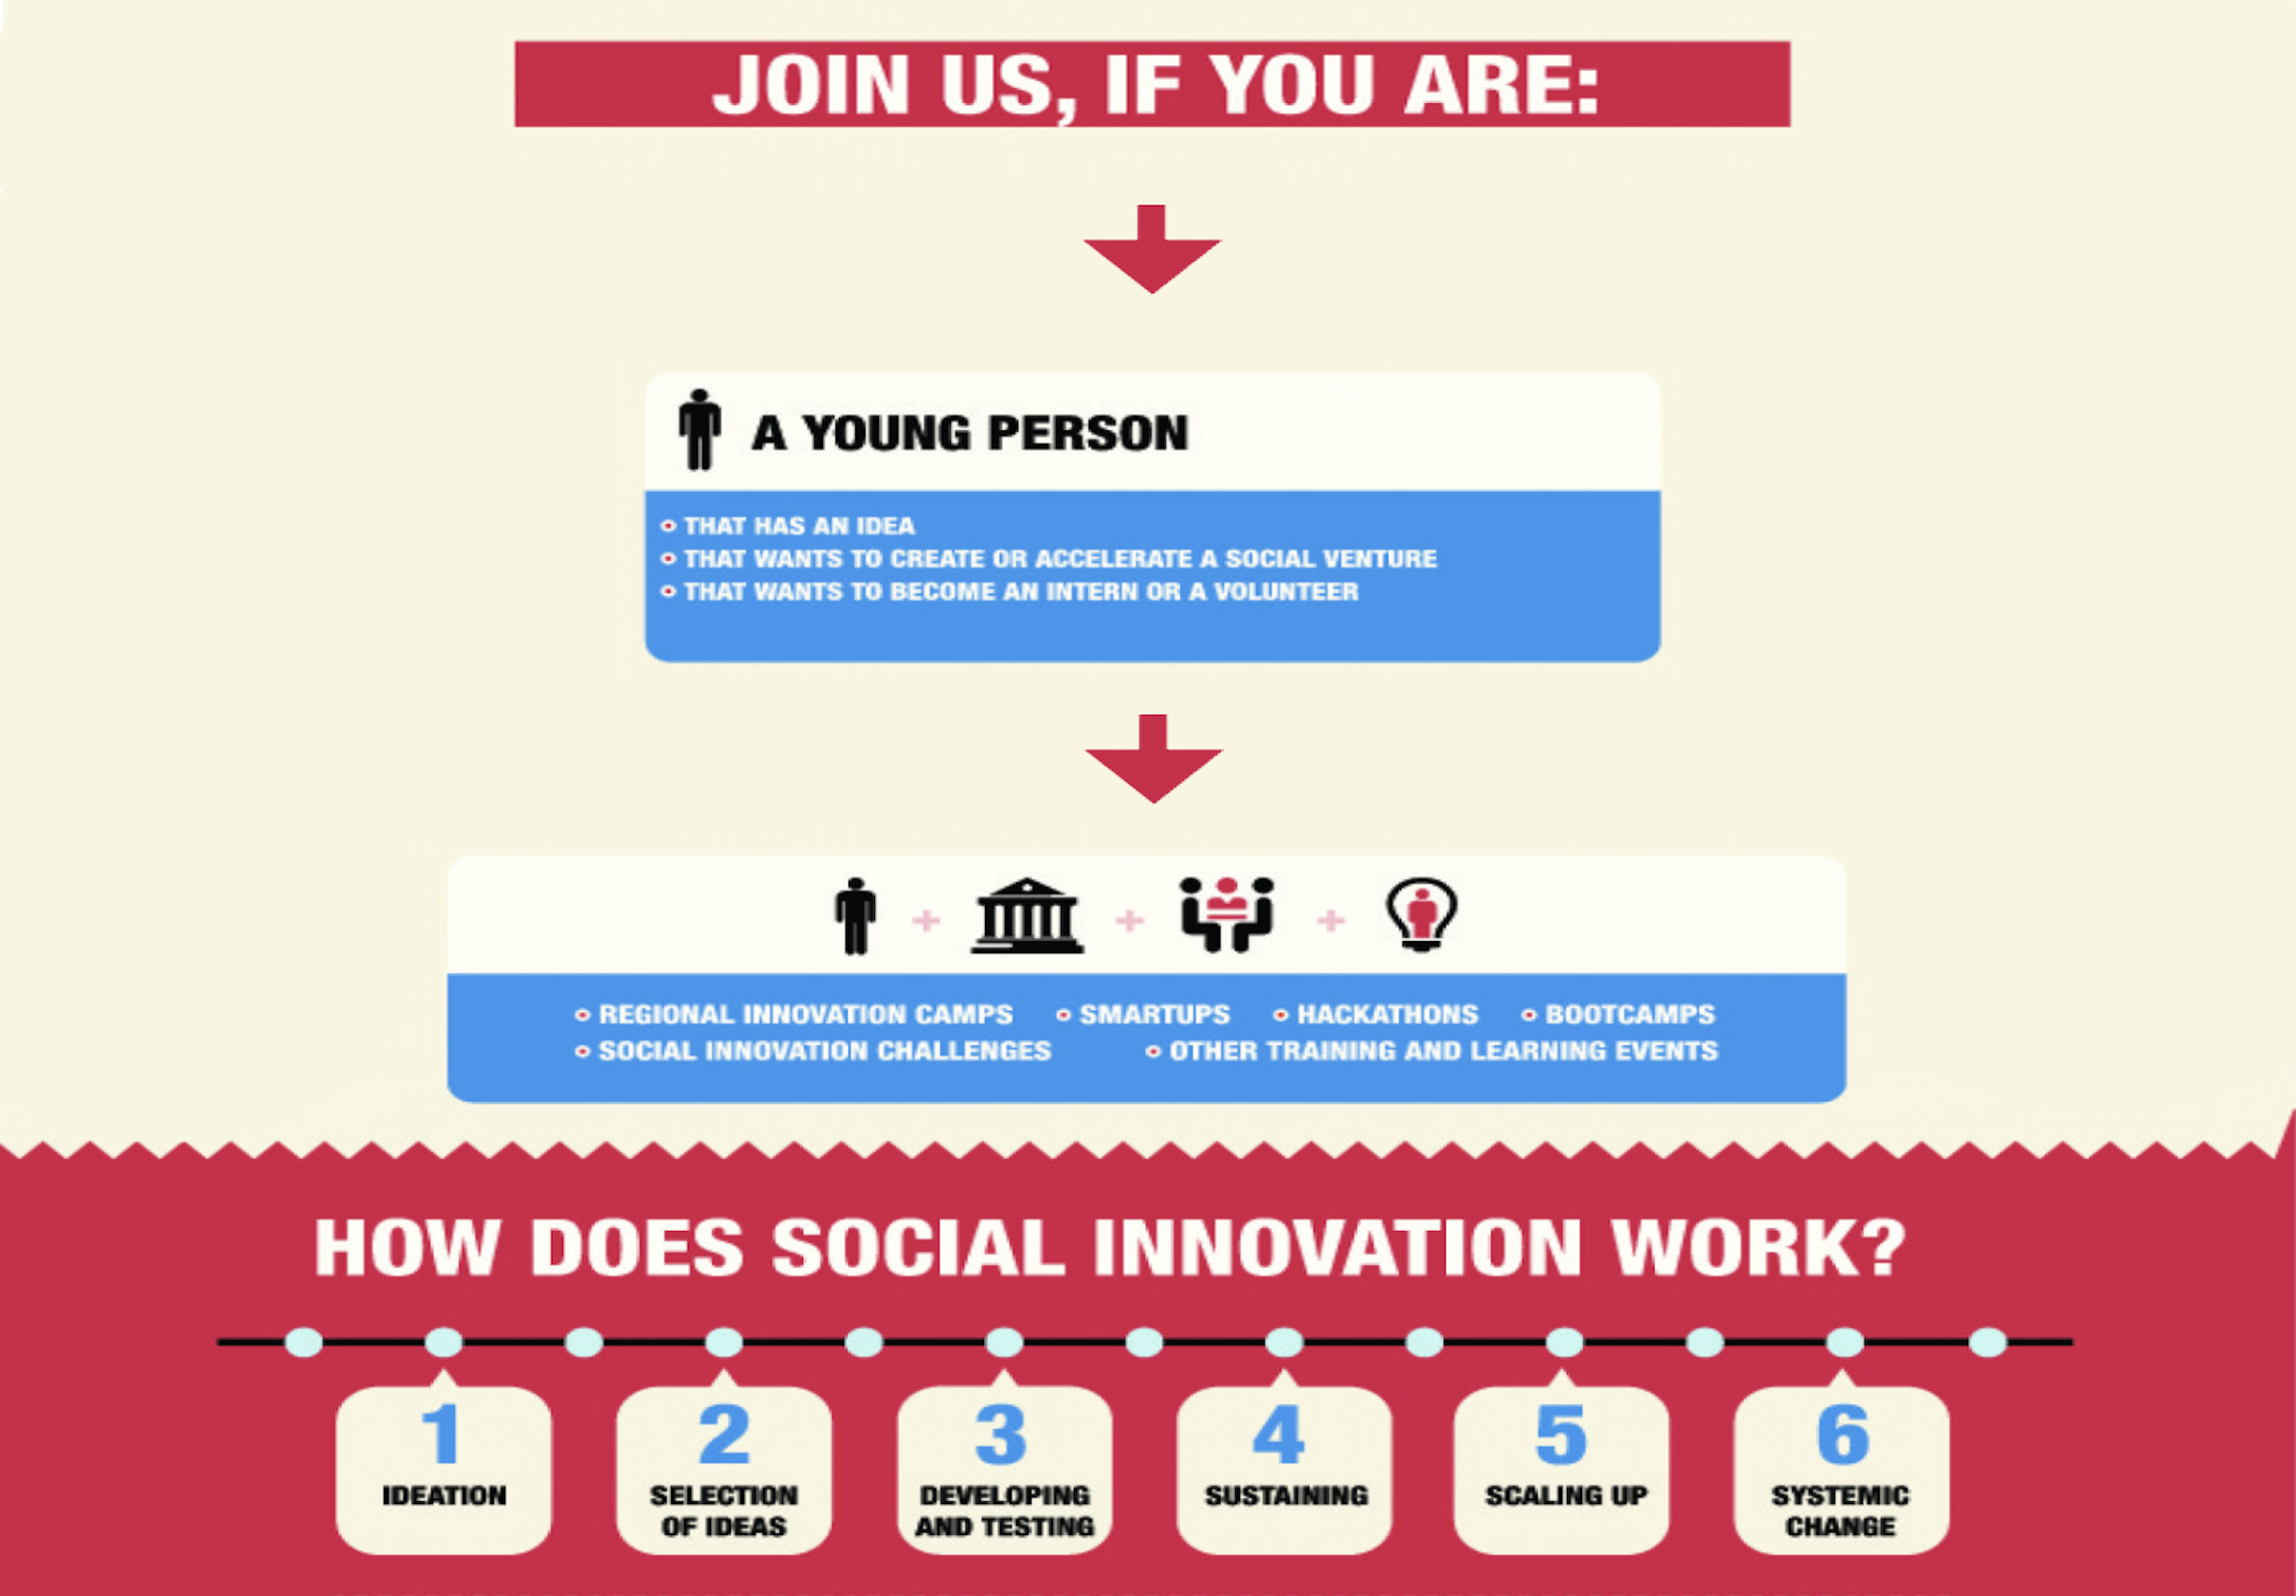 JOIN US, IF YOU ARE:
A YOUNG PERSON
THAT HAS AN IDEA
THAT WANTS TO CREATE OR ACCELERATE A SOCIAL VENTURE
THAT WANTS TO BECOME AN INTERN OR A VOLUNTEER
+ + +
REGIONAL INNOVATION CAMPS SMARTUPS HACKATHONS BOOTCAMPS
SOCIAL INNOVATION CHALLENGES OTHER TRAINING AND LEARNING EVENTS
HOW DOES SOCIAL INNOVATION WORK?
1
IDEATION
2
SELECTION
OF IDEAS
3
DEVELOPING
AND TESTING
4
SUSTAINING
5
SCALING UP
6
SYSTEMIC
CHANGE